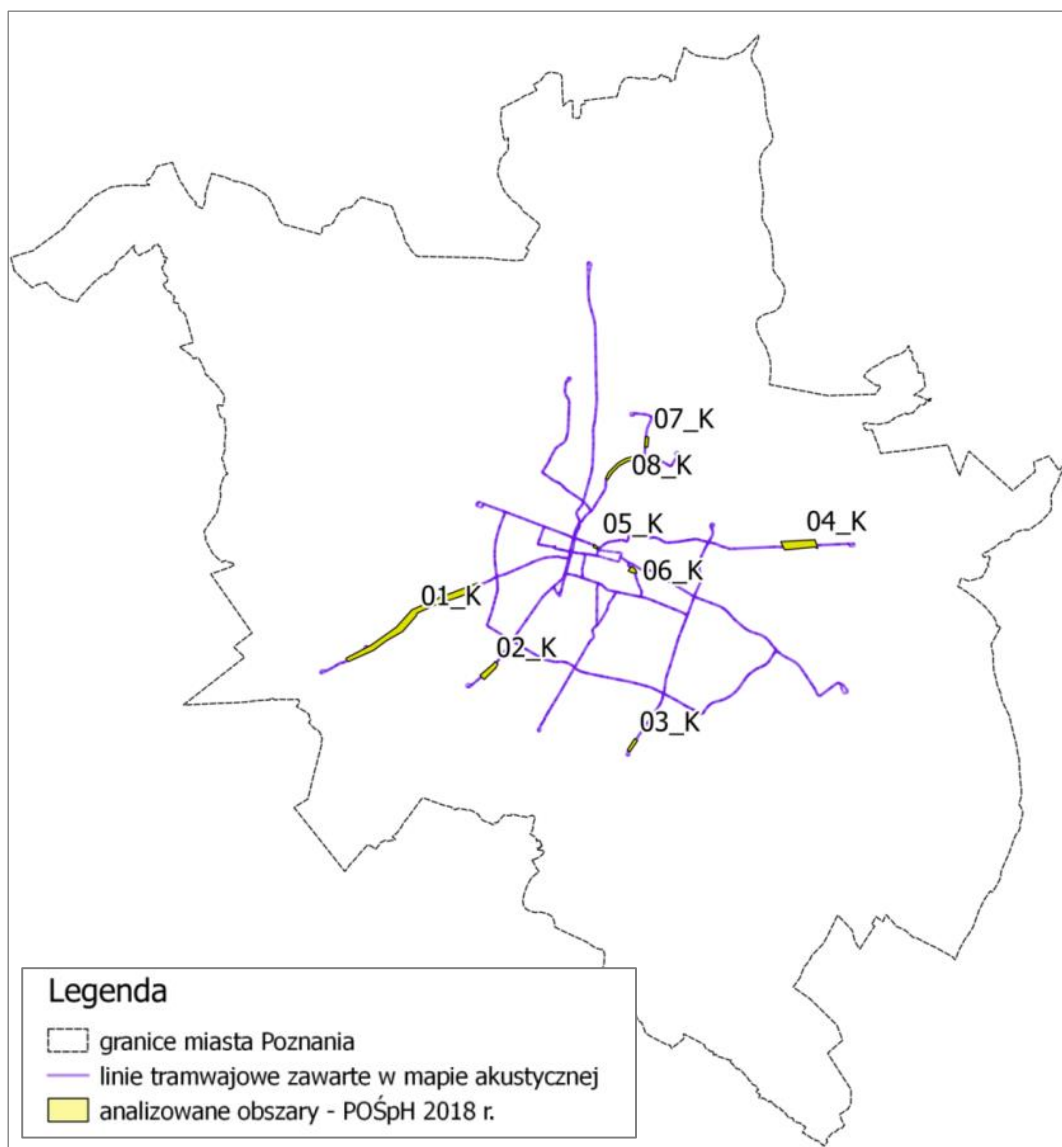 07_K
08_K
05_K
04_K
06_K
01_K
02_K
03_K
Legenda
granice miasta Poznania
linie tramwajowe zawarte w mapie akustycznej
analizowane obszary - POŚpH 2018 r.